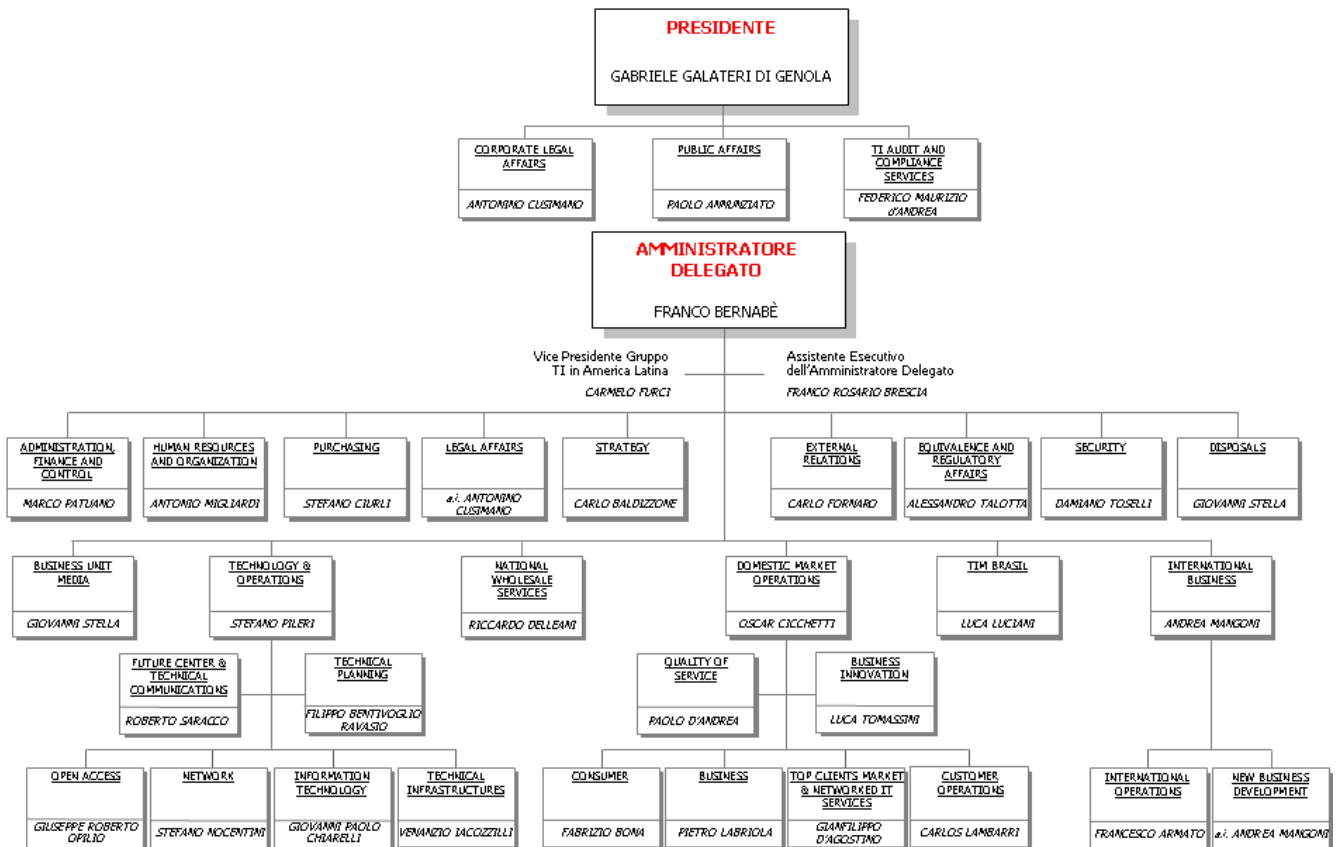 PRESIDENTE
GABRIELE GALATERI DI GENOLA
CORPORATE LEGAL
AFFAIRS
ANTONINO CUSIMANO
PUBLIC AFFAIRS
PAOLO ANNUNZIATO
TI AUDIT AND
COMPLIANCE
SERVICES
FEDERICO MAURIZIO
d'ANDREA
AMMINISTRATORE
DELEGATO
FRANCO BERNABÈ
Vice Presidente Gruppo
TI in America Latina
CARMELO FURCI
Assistente Esecutivo
dell'Amministratore Delegato
FRANCO ROSARIO BRESCIA
ADMINISTRATION,
FINANCE AND
CONTROL
MARCO PATUANO
HUMAN RESOURCES
AND ORGANIZATION
ANTONIO MIGLIARDI
PURCHASING
STEFANO CIURLI
LEGAL AFFAIRS
a.i. ANTONINO
CUSIMANO
STRATEGY
CARLO BALDIZZONE
EXTERNAL
RELATIONS
CARLO FORNARO
EQUIVALENCE AND
REGULATORY
AFFAIRS
ALESSANDRO TALOTTA
SECURITY
DAMIANO TOSELLI
DISPOSALS
GIOVANNI STELLA
BUSINESS UNIT
MEDIA
GIOVANNI STELLA
TECHNOLOGY &
OPERATIONS
STEFANO PILERI
NATIONAL
WHOLESALE
SERVICES
RICCARDO DELLEANI
DOMESTIC MARKET
OPERATIONS
OSCAR CICCHETTI
TIM BRASIL
LUCA LUCIANI
INTERNATIONAL
BUSINESS
ANDREA MANGONI
FUTURE CENTER &
TECHNICAL
COMMUNICATIONS
ROBERTO SARACCO
TECHNICAL
PLANNING
FILIPPO BENTIVOGLIO
RAVASIO
QUALITY OF
SERVICE
PAOLO D'ANDREA
BUSINESS
INNOVATION
LUCA TOMASSINI
OPEN ACCESS
GIUSEPPE ROBERTO
OPILIO
NETWORK
STEFANO NOCENTINI
INFORMATION
TECHNOLOGY
GIOVANNI PAOLO
CHIARELLI
TECHNICAL
INFRASTRUCTURES
VENANZIO IACOZZILLI
CONSUMER
FABRIZIO BONA
BUSINESS
PIETRO LABRIOLA
TOP CLIENTS MARKET
& NETWORKED IT
SERVICES
GIANFILIPPO
D'AGOSTINO
CUSTOMER
OPERATIONS
CARLOS LAMBARRI
INTERNATIONAL
OPERATIONS
FRANCESCO ARMATO
NEW BUSINESS
DEVELOPMENT
a.i. ANDREA MANGONI